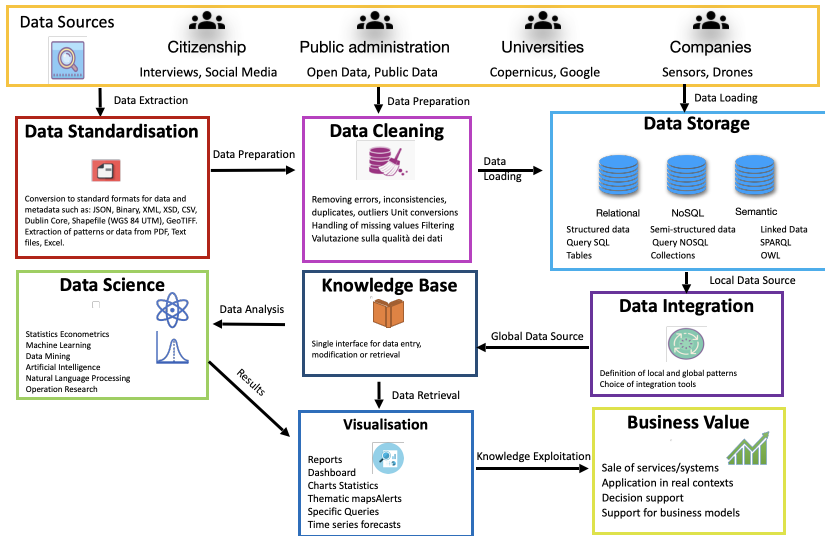 Data Sources
Citizenship
Interviews, Social Media
Public administration
Open Data, Public Data
Universities
Copernicus, Google
Companies
Sensors, Drones
Data Extraction
Data Preparation
Data Loading
Data Standardisation
Conversion to standard formats for data and
metadata such as: JSON, Binary, XML, XSD, CSV,
Dublin Core, Shapefile (WGS 84 UTM), GeoTIFF.
Extraction of patterns or data from PDF, Text
files, Excel.
Data Preparation
Data Cleaning
Removing errors, inconsistencies,
duplicates, outliers Unit conversions
Handling of missing values Filtering
Valutazione sulla qualità dei dati
Data
Loading
Data Storage
Relational
Structured data
Query SQL
Tables
NoSQL
Semi-structured data
Query NOSQL
Collections
Semantic
Linked Data
SPARQL
OWL
Local Data Source
Data Science
Statistics Econometrics
Machine Learning
Data Mining
Artificial Intelligence
Natural Language Processing
Operation Research
Data Analysis
Knowledge Base
Single interface for data entry,
modification or retrieval
Global Data Source
Data Integration
Definition of local and global patterns
Choice of integration tools
Results
Data Retrieval
Visualisation
Reports
Dashboard
Charts Statistics
Thematic mapsAlerts
Specific Queries
Time series forecasts
Knowledge Exploitation
Business Value
Sale of services/systems
Application in real contexts
Decision support
Support for business models